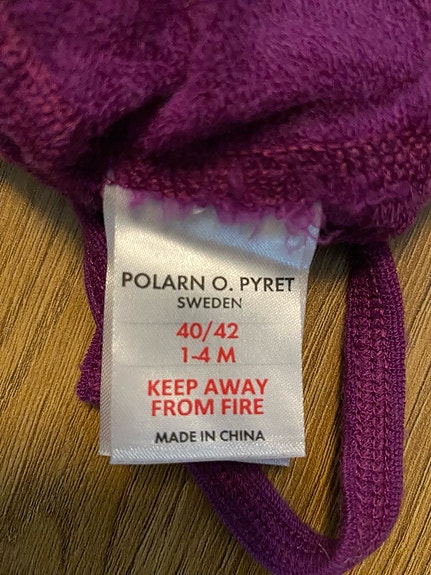 POLARN O. PYRET
SWEDEN
40/42
1-4 M
KEEP AWAY
FROM FIRE
MADE IN CHINA